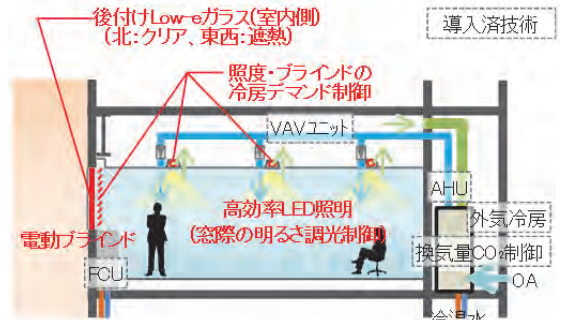 後付けLow-eガラス(室内側)
(北:クリア、東西:遮熱)
導入済技術
照度・ブラインドの
冷房デマンド制御
VAVユニット
AHU
高効率LED照明
(窓際の明るさ調光制御)
外気冷房
電動ブラインド
換気量CO₂制御
FCU
OA
冷温水